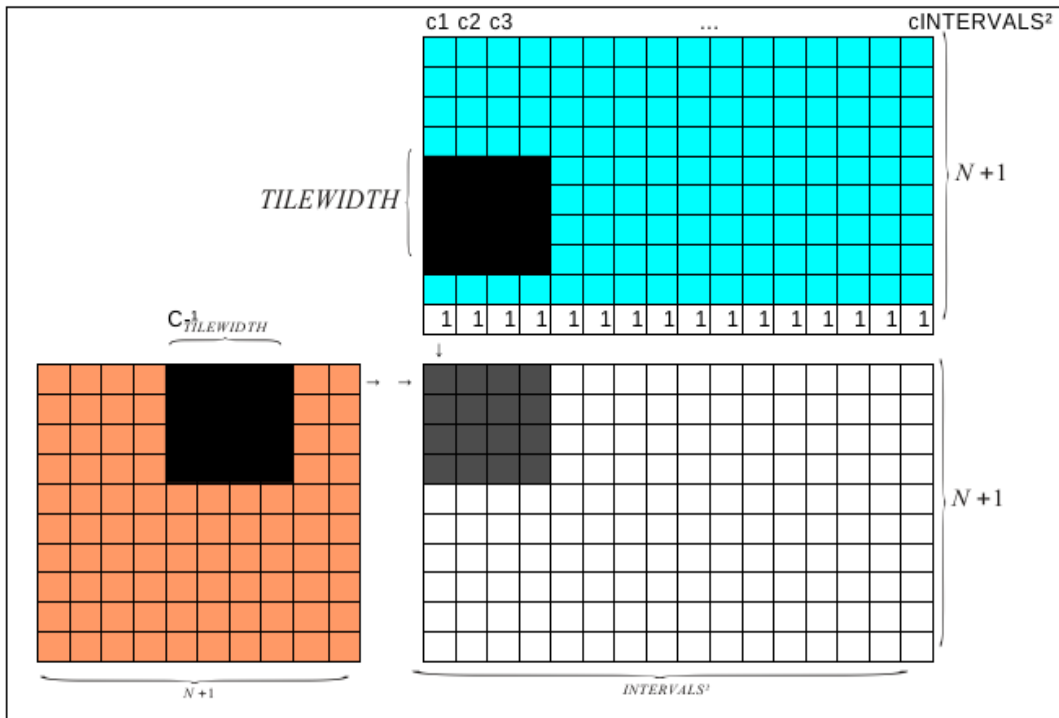 c1 c2 c3 ... cINTERVALS²
N+1
TILEWIDTH
1 1 1 1 1 1 1 1 1 1 1 1 1 1 1 1
C-1
TILEWIDTH
↓
→ →
N+1
N+1
INTERVALS²